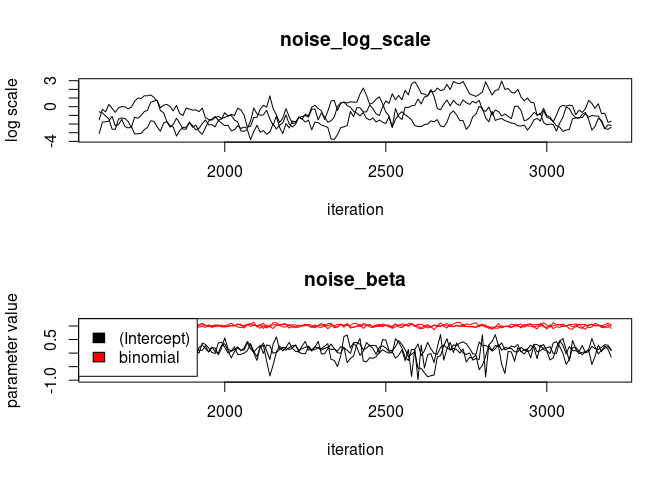 noise_log_scale
log scale
3
0
-4
2000 2500 3000
iteration
noise_beta
parameter value
0.5
-1.0
(Intercept)
binomial
2000 2500 3000
iteration